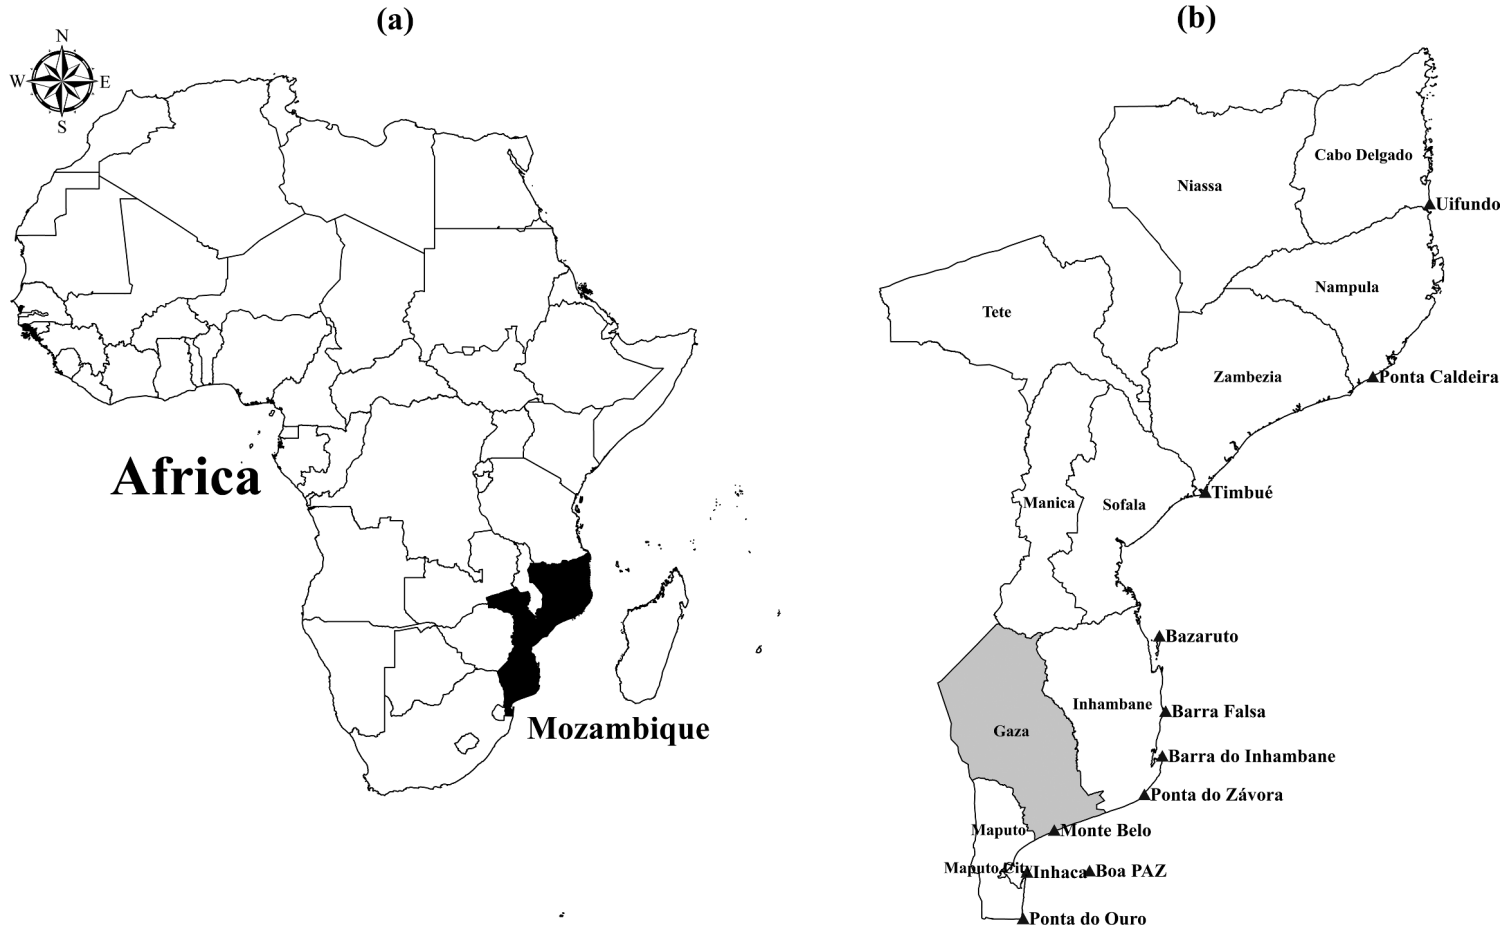 (a)
(b)
N
W
E
S
Africa
Mozambique
Cabo Delgado
Niassa
Uifundo
Nampula
Tete
Zambezia
Ponta Caldeira
Timbué
Manica
Sofala
Bazaruto
Inhambane
Barra Falsa
Gaza
Barra do Inhambane
Ponta do Závora
Maputo
Monte Belo
Maputo City
Inhaca
Boa PAZ
Ponta do Ouro